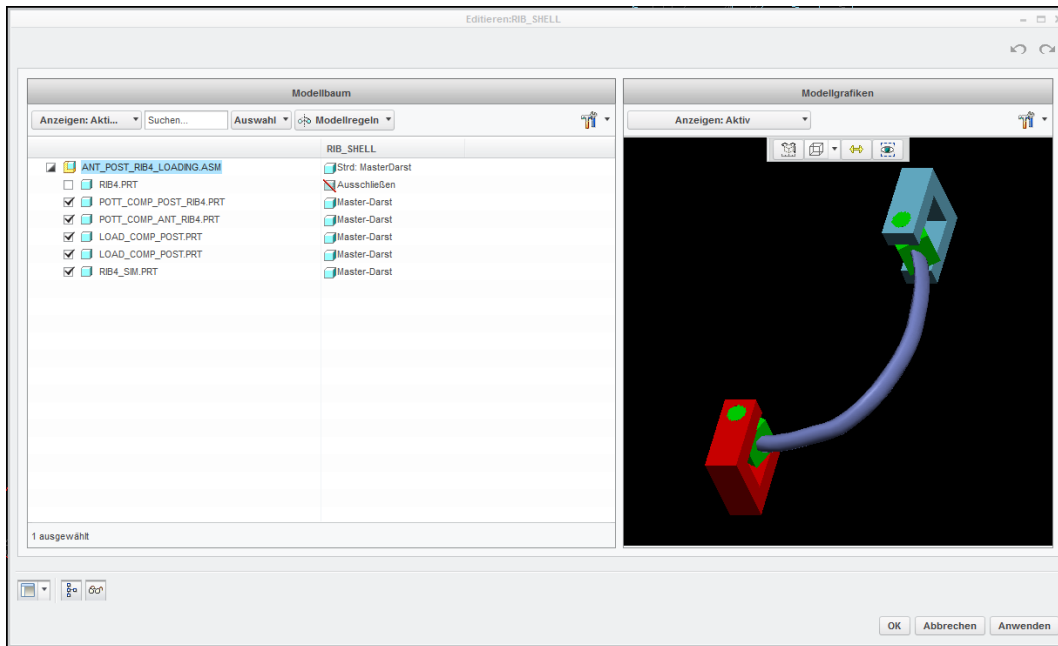 Editieren:RIB_SHELL
Modellbaum
Modellgrafiken
Anzeigen: Akti... Suchen... Auswahl Modellregeln
Anzeigen: Aktiv
RIB_SHELL
ANT_POST_RIB4_LOADING.ASM Strd: MasterDarst
RIB4.PRT Ausschließen
POTT_COMP_POST_RIB4.PRT Master-Darst
POTT_COMP_ANT_RIB4.PRT Master-Darst
LOAD_COMP_POST.PRT Master-Darst
LOAD_COMP_POST.PRT Master-Darst
RIB4_SIM.PRT Master-Darst
1 ausgewählt
OK Abbrechen Anwenden